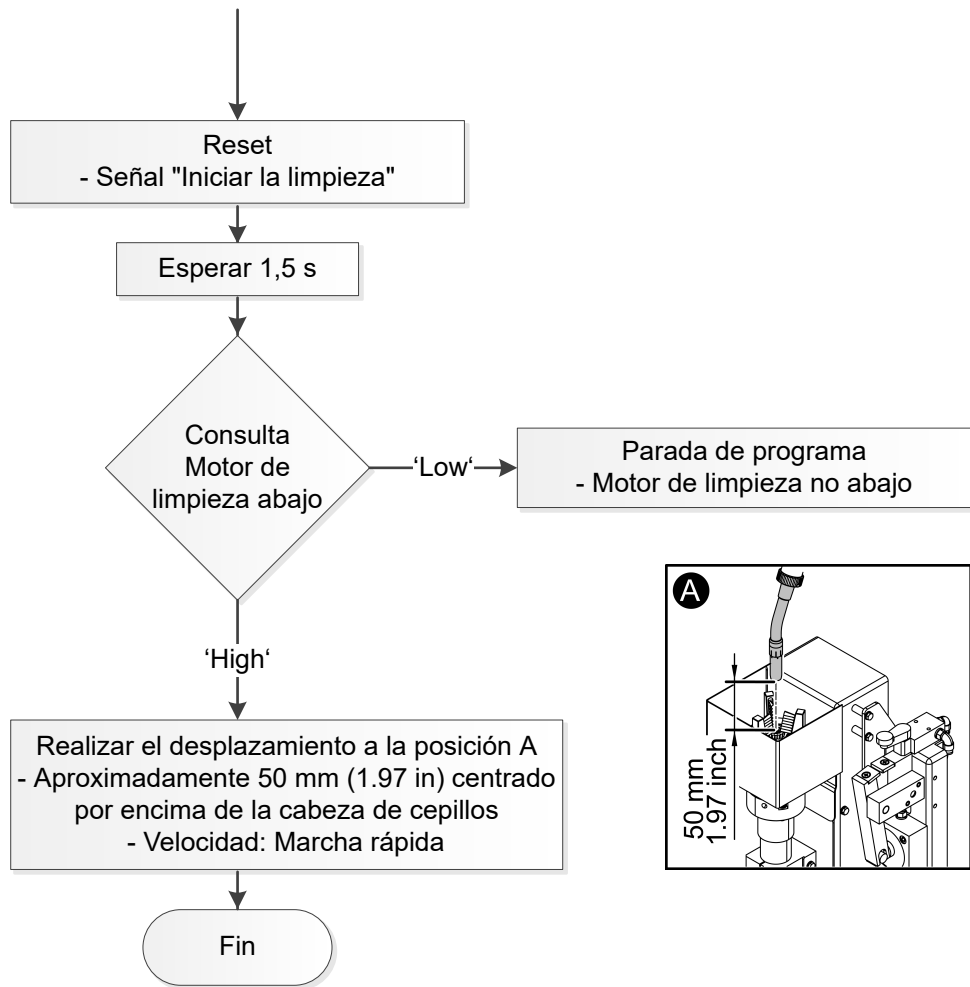 Reset
- Señal "Iniciar la limpieza"
Esperar 1,5 s
Consulta
Motor de
limpieza abajo
‘Low‘
Parada de programa
- Motor de limpieza no abajo
‘High‘
Realizar el desplazamiento a la posición A
- Aproximadamente 50 mm (1.97 in) centrado
por encima de la cabeza de cepillos
- Velocidad: Marcha rápida
Fin
A
50 mm
1.97 inch